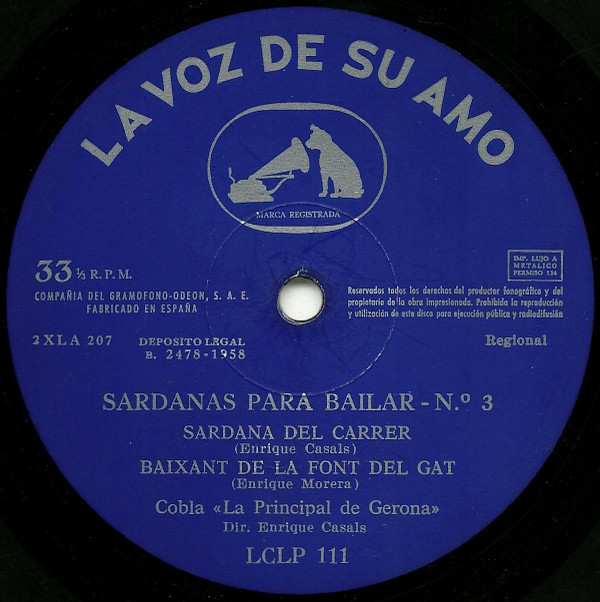 LA VOZ DE SU AMO
MARCA REGISTRADA
33 ⅓ R.P.M.
COMPAÑIA DEL GRAMOFONO-ODEON, S. A. E.
FABRICADO EN ESPAÑA
IMP. LUJO A
METALICO
PERMISO 124
Reservados todos los derechos del productor fonográfico y del
propietario de la obra impresionada. Prohibida la reproducción
y utilización de este disco para ejecución pública y radiodifusión
2XLA 207
DEPOSITO LEGAL
B. 2478-1958
Regional
SARDANAS PARA BAILAR - N.º 3
SARDANA DEL CARRER
(Enrique Casals)
BAIXANT DE LA FONT DEL GAT
(Enrique Morera)
Cobla «La Principal de Gerona»
Dir. Enrique Casals
LCLP 111